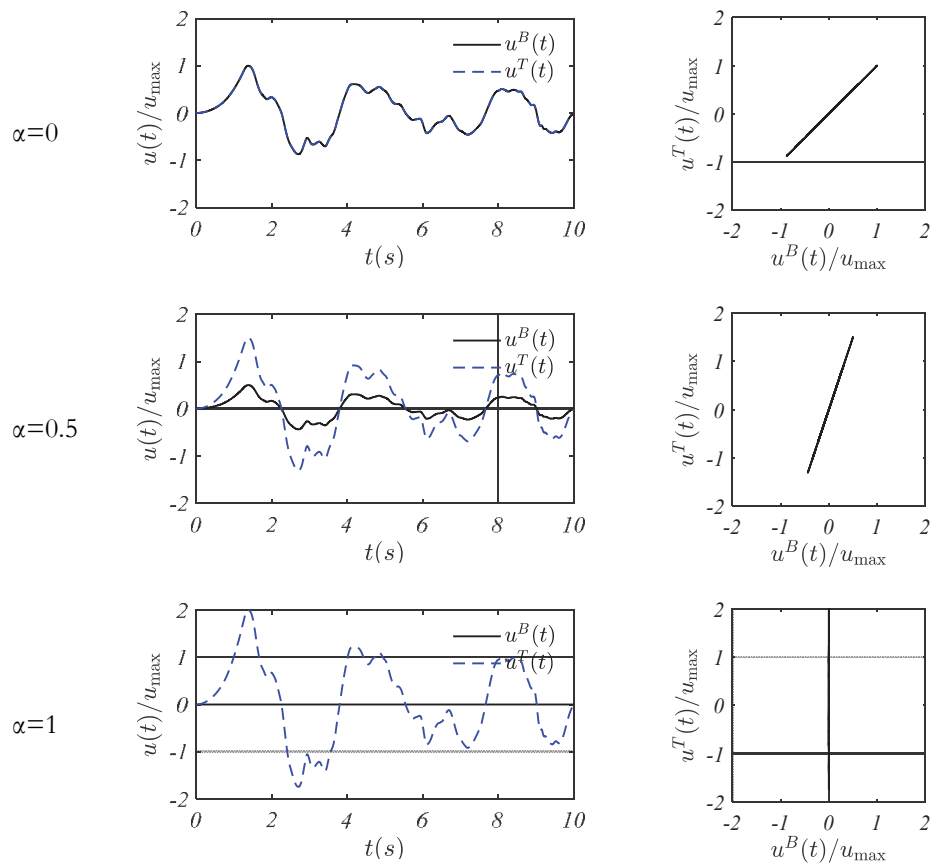 α=0
u(t)/u_max
2
1
0
-1
-2
0 2 4 6 8 10
t(s)
u^B(t)
u^T(t)
u^T(t)/u_max
2
1
0
-1
-2
-2 -1 0 1 2
u^B(t)/u_max
α=0.5
u(t)/u_max
2
1
0
-1
-2
0 2 4 6 8 10
t(s)
u^B(t)
u^T(t)
u^T(t)/u_max
2
1
0
-1
-2
-2 -1 0 1 2
u^B(t)/u_max
α=1
u(t)/u_max
2
1
0
-1
-2
0 2 4 6 8 10
t(s)
u^B(t)
u^T(t)
u^T(t)/u_max
2
1
0
-1
-2
-2 -1 0 1 2
u^B(t)/u_max